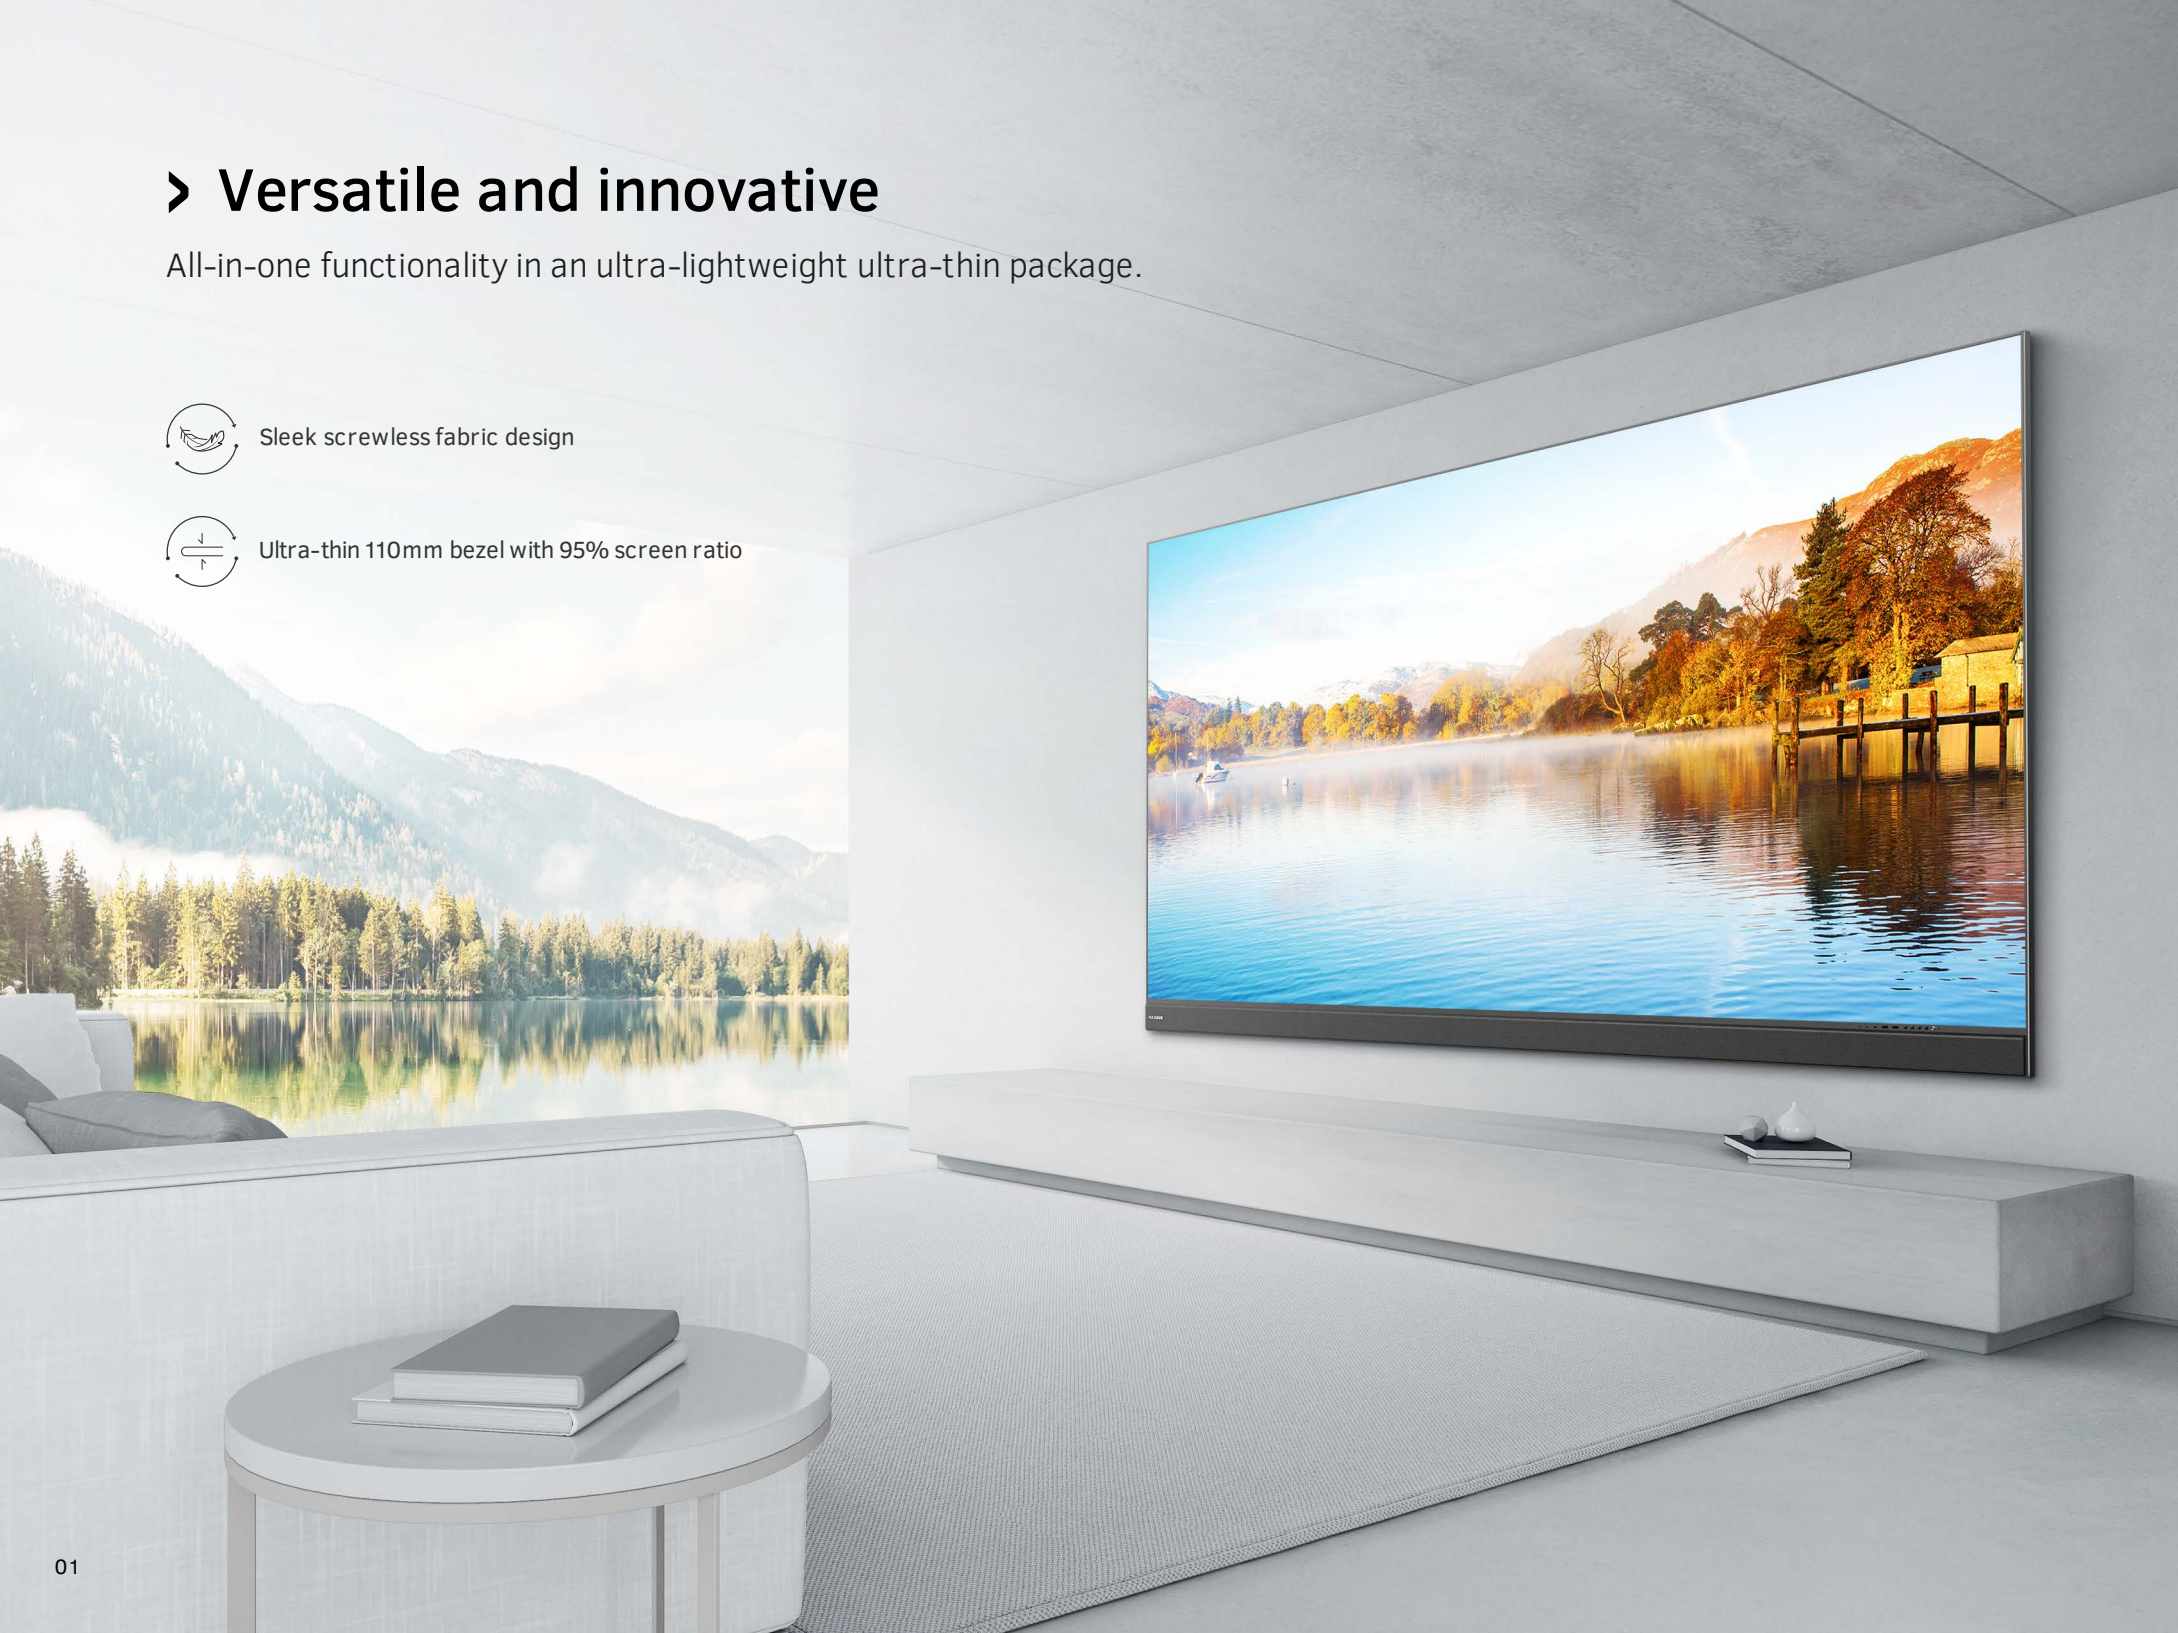 Versatile and innovative
All-in-one functionality in an ultra-lightweight ultra-thin package.
Sleek screwless fabric design
Ultra-thin 110mm bezel with 95% screen ratio
01